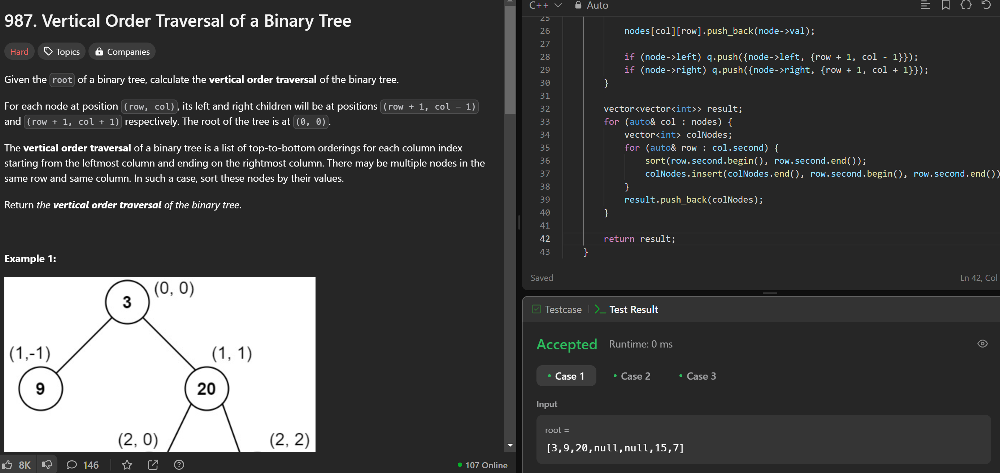 987. Vertical Order Traversal of a Binary Tree
Hard Topics Companies
Given the root of a binary tree, calculate the vertical order traversal of the binary tree.
For each node at position (row, col), its left and right children will be at positions (row + 1, col - 1)
and (row + 1, col + 1) respectively. The root of the tree is at (0, 0).
The vertical order traversal of a binary tree is a list of top-to-bottom orderings for each column index
starting from the leftmost column and ending on the rightmost column. There may be multiple nodes in the
same row and same column. In such a case, sort these nodes by their values.
Return the vertical order traversal of the binary tree.
Example 1:
3 (0, 0)
(1,-1) (1, 1)
9 20
(2, 0) (2, 2)
8K 146 107 Online
C++ Auto
25
26 nodes[col][row].push_back(node->val);
27
28 if (node->left) q.push({node->left, {row + 1, col - 1}});
29 if (node->right) q.push({node->right, {row + 1, col + 1}});
30 }
31
32 vector<vector<int>> result;
33 for (auto& col : nodes) {
34 vector<int> colNodes;
35 for (auto& row : col.second) {
36 sort(row.second.begin(), row.second.end());
37 colNodes.insert(colNodes.end(), row.second.begin(), row.second.end())
38 }
39 result.push_back(colNodes);
40 }
41
42 return result;
43 }
Saved Ln 42, Col
Testcase Test Result
Accepted Runtime: 0 ms
Case 1 Case 2 Case 3
Input
root =
[3,9,20,null,null,15,7]